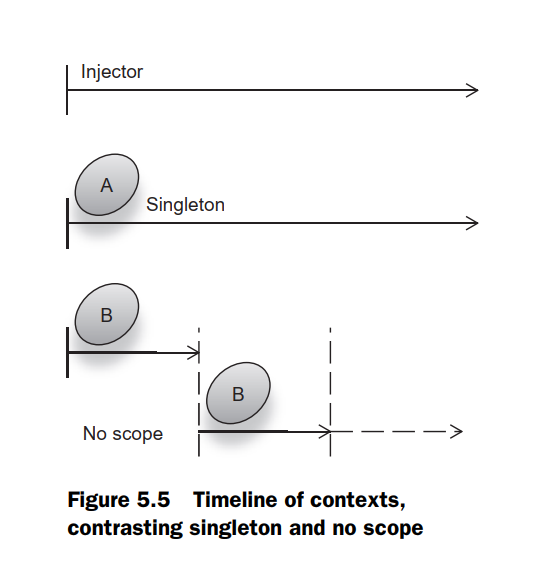 Injector
A
Singleton
B
B
No scope
Figure 5.5 Timeline of contexts,
contrasting singleton and no scope